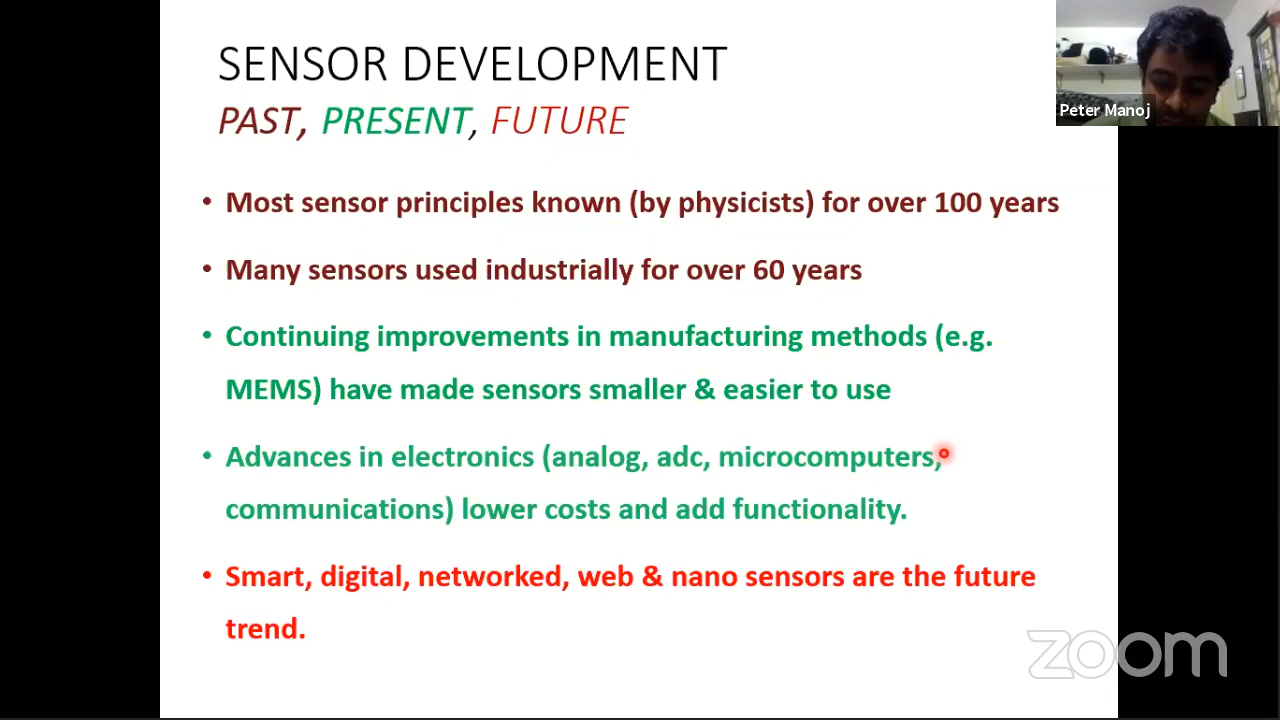 SENSOR DEVELOPMENT
PAST, PRESENT, FUTURE
Peter Manoj
• Most sensor principles known (by physicists) for over 100 years
• Many sensors used industrially for over 60 years
• Continuing improvements in manufacturing methods (e.g.
MEMS) have made sensors smaller & easier to use
• Advances in electronics (analog, adc, microcomputers,
communications) lower costs and add functionality.
• Smart, digital, networked, web & nano sensors are the future
trend.
zoom